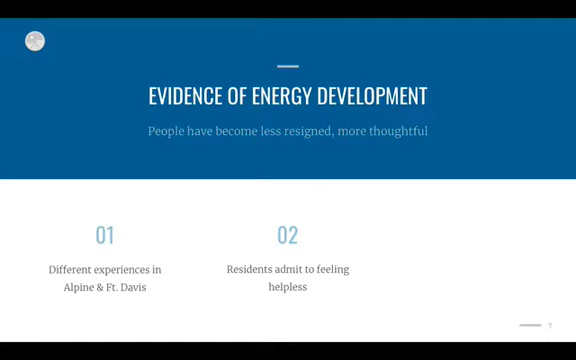 EVIDENCE OF ENERGY DEVELOPMENT
People have become less resigned, more thoughtful
01
Different experiences in
Alpine & Ft. Davis
02
Residents admit to feeling
helpless
7